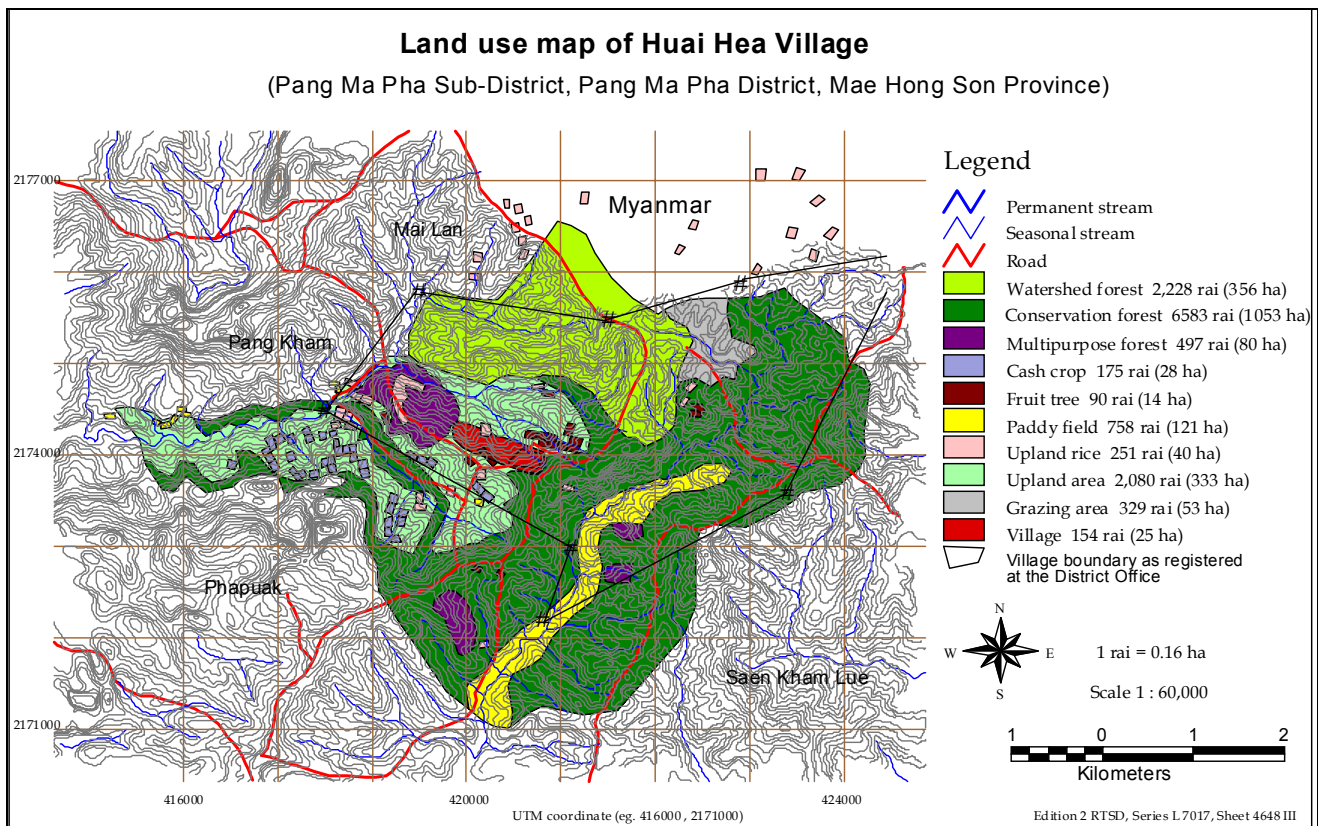 Land use map of Huai Hea Village
(Pang Ma Pha Sub-District, Pang Ma Pha District, Mae Hong Son Province)
2177000
2174000
2171000
Myanmar
Mai Lan
Pang Kham
Phapuak
Saen Kham Lue
416000
420000
424000
UTM coordinate (eg. 416000 , 2171000)
Legend
Permanent stream
Seasonal stream
Road
Watershed forest 2,228 rai (356 ha)
Conservation forest 6583 rai (1053 ha)
Multipurpose forest 497 rai (80 ha)
Cash crop 175 rai (28 ha)
Fruit tree 90 rai (14 ha)
Paddy field 758 rai (121 ha)
Upland rice 251 rai (40 ha)
Upland area 2,080 rai (333 ha)
Grazing area 329 rai (53 ha)
Village 154 rai (25 ha)
Village boundary as registered
at the District Office
N
W E
S
1 rai = 0.16 ha
Scale 1 : 60,000
1 0 1 2
Kilometers
Edition 2 RTSD, Series L 7017, Sheet 4648 III